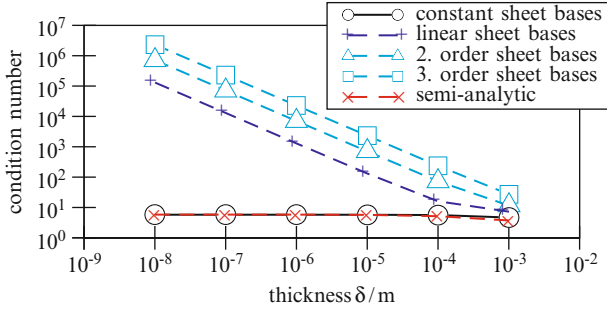 constant sheet bases
linear sheet bases
2. order sheet bases
3. order sheet bases
semi-analytic
condition number
10^7
10^6
10^5
10^4
10^3
10^2
10^1
10^0
10^-9 10^-8 10^-7 10^-6 10^-5 10^-4 10^-3 10^-2
thickness δ/m